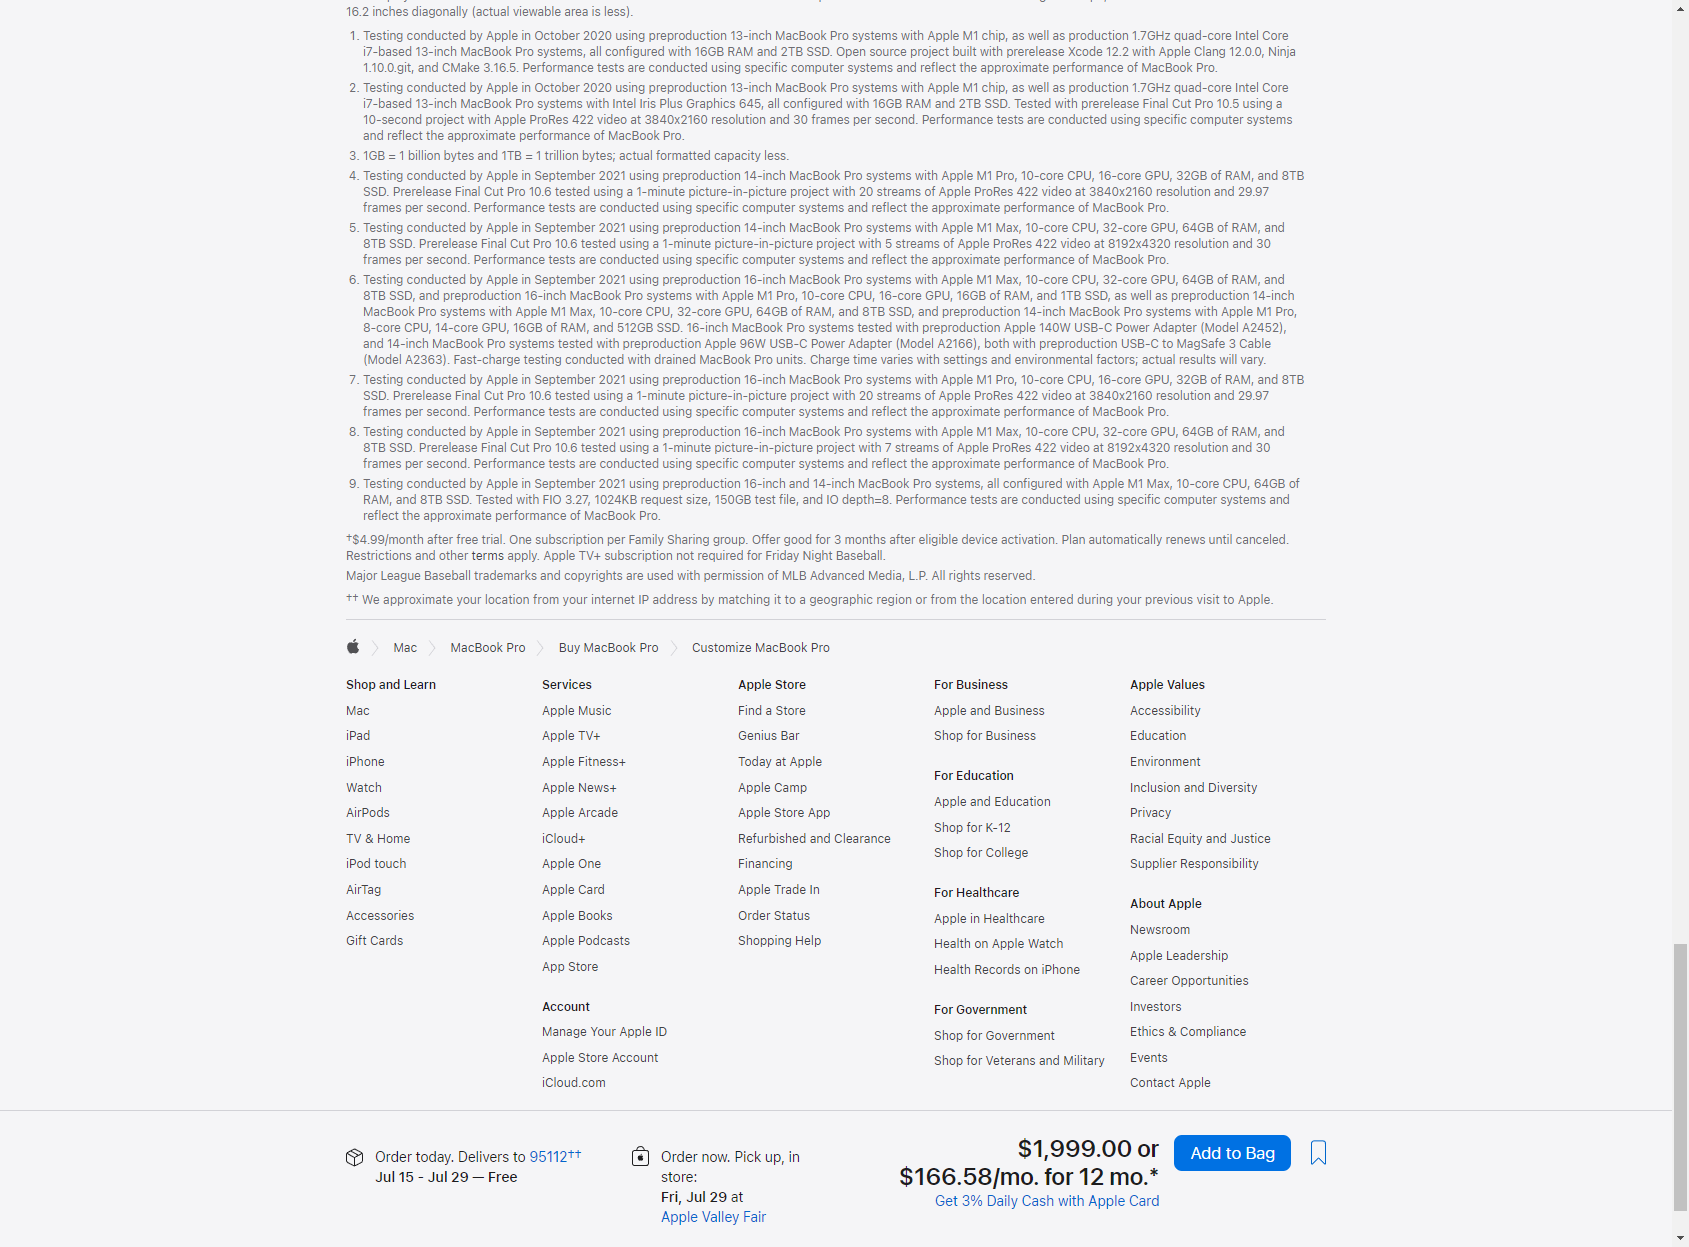 16.2 inches diagonally (actual viewable area is less).
1. Testing conducted by Apple in October 2020 using preproduction 13-inch MacBook Pro systems with Apple M1 chip, as well as production 1.7GHz quad-core Intel Core
i7-based 13-inch MacBook Pro systems, all configured with 16GB RAM and 2TB SSD. Open source project built with prerelease Xcode 12.2 with Apple Clang 12.0.0, Ninja
1.10.0.git, and CMake 3.16.5. Performance tests are conducted using specific computer systems and reflect the approximate performance of MacBook Pro.
2. Testing conducted by Apple in October 2020 using preproduction 13-inch MacBook Pro systems with Apple M1 chip, as well as production 1.7GHz quad-core Intel Core
i7-based 13-inch MacBook Pro systems with Intel Iris Plus Graphics 645, all configured with 16GB RAM and 2TB SSD. Tested with prerelease Final Cut Pro 10.5 using a
10-second project with Apple ProRes 422 video at 3840x2160 resolution and 30 frames per second. Performance tests are conducted using specific computer systems
and reflect the approximate performance of MacBook Pro.
3. 1GB = 1 billion bytes and 1TB = 1 trillion bytes; actual formatted capacity less.
4. Testing conducted by Apple in September 2021 using preproduction 14-inch MacBook Pro systems with Apple M1 Pro, 10-core CPU, 16-core GPU, 32GB of RAM, and 8TB
SSD. Prerelease Final Cut Pro 10.6 tested using a 1-minute picture-in-picture project with 20 streams of Apple ProRes 422 video at 3840x2160 resolution and 29.97
frames per second. Performance tests are conducted using specific computer systems and reflect the approximate performance of MacBook Pro.
5. Testing conducted by Apple in September 2021 using preproduction 14-inch MacBook Pro systems with Apple M1 Max, 10-core CPU, 32-core GPU, 64GB of RAM, and
8TB SSD. Prerelease Final Cut Pro 10.6 tested using a 1-minute picture-in-picture project with 5 streams of Apple ProRes 422 video at 8192x4320 resolution and 30
frames per second. Performance tests are conducted using specific computer systems and reflect the approximate performance of MacBook Pro.
6. Testing conducted by Apple in September 2021 using preproduction 16-inch MacBook Pro systems with Apple M1 Max, 10-core CPU, 32-core GPU, 64GB of RAM, and
8TB SSD, and preproduction 16-inch MacBook Pro systems with Apple M1 Pro, 10-core CPU, 16-core GPU, 16GB of RAM, and 1TB SSD, as well as preproduction 14-inch
MacBook Pro systems with Apple M1 Max, 10-core CPU, 32-core GPU, 64GB of RAM, and 8TB SSD, and preproduction 14-inch MacBook Pro systems with Apple M1 Pro,
8-core CPU, 14-core GPU, 16GB of RAM, and 512GB SSD. 16-inch MacBook Pro systems tested with preproduction Apple 140W USB-C Power Adapter (Model A2452),
and 14-inch MacBook Pro systems tested with preproduction Apple 96W USB-C Power Adapter (Model A2166), both with preproduction USB-C to MagSafe 3 Cable
(Model A2363). Fast-charge testing conducted with drained MacBook Pro units. Charge time varies with settings and environmental factors; actual results will vary.
7. Testing conducted by Apple in September 2021 using preproduction 16-inch MacBook Pro systems with Apple M1 Pro, 10-core CPU, 16-core GPU, 32GB of RAM, and 8TB
SSD. Prerelease Final Cut Pro 10.6 tested using a 1-minute picture-in-picture project with 20 streams of Apple ProRes 422 video at 3840x2160 resolution and 29.97
frames per second. Performance tests are conducted using specific computer systems and reflect the approximate performance of MacBook Pro.
8. Testing conducted by Apple in September 2021 using preproduction 16-inch MacBook Pro systems with Apple M1 Max, 10-core CPU, 32-core GPU, 64GB of RAM, and
8TB SSD. Prerelease Final Cut Pro 10.6 tested using a 1-minute picture-in-picture project with 7 streams of Apple ProRes 422 video at 8192x4320 resolution and 30
frames per second. Performance tests are conducted using specific computer systems and reflect the approximate performance of MacBook Pro.
9. Testing conducted by Apple in September 2021 using preproduction 16-inch and 14-inch MacBook Pro systems, all configured with Apple M1 Max, 10-core CPU, 64GB of
RAM, and 8TB SSD. Tested with FIO 3.27, 1024KB request size, 150GB test file, and IO depth=8. Performance tests are conducted using specific computer systems and
reflect the approximate performance of MacBook Pro.
†$4.99/month after free trial. One subscription per Family Sharing group. Offer good for 3 months after eligible device activation. Plan automatically renews until canceled.
Restrictions and other terms apply. Apple TV+ subscription not required for Friday Night Baseball.
Major League Baseball trademarks and copyrights are used with permission of MLB Advanced Media, L.P. All rights reserved.
†† We approximate your location from your internet IP address by matching it to a geographic region or from the location entered during your previous visit to Apple.
Mac MacBook Pro Buy MacBook Pro Customize MacBook Pro
Shop and Learn
Mac
iPad
iPhone
Watch
AirPods
TV & Home
iPod touch
AirTag
Accessories
Gift Cards
Services
Apple Music
Apple TV+
Apple Fitness+
Apple News+
Apple Arcade
iCloud+
Apple One
Apple Card
Apple Books
Apple Podcasts
App Store
Account
Manage Your Apple ID
Apple Store Account
iCloud.com
Apple Store
Find a Store
Genius Bar
Today at Apple
Apple Camp
Apple Store App
Refurbished and Clearance
Financing
Apple Trade In
Order Status
Shopping Help
For Business
Apple and Business
Shop for Business
For Education
Apple and Education
Shop for K-12
Shop for College
For Healthcare
Apple in Healthcare
Health on Apple Watch
Health Records on iPhone
For Government
Shop for Government
Shop for Veterans and Military
Apple Values
Accessibility
Education
Environment
Inclusion and Diversity
Privacy
Racial Equity and Justice
Supplier Responsibility
About Apple
Newsroom
Apple Leadership
Career Opportunities
Investors
Ethics & Compliance
Events
Contact Apple
Order today. Delivers to 95112††
Jul 15 - Jul 29 — Free
Order now. Pick up, in
store:
Fri, Jul 29 at
Apple Valley Fair
$1,999.00 or
$166.58/mo. for 12 mo.*
Get 3% Daily Cash with Apple Card
Add to Bag